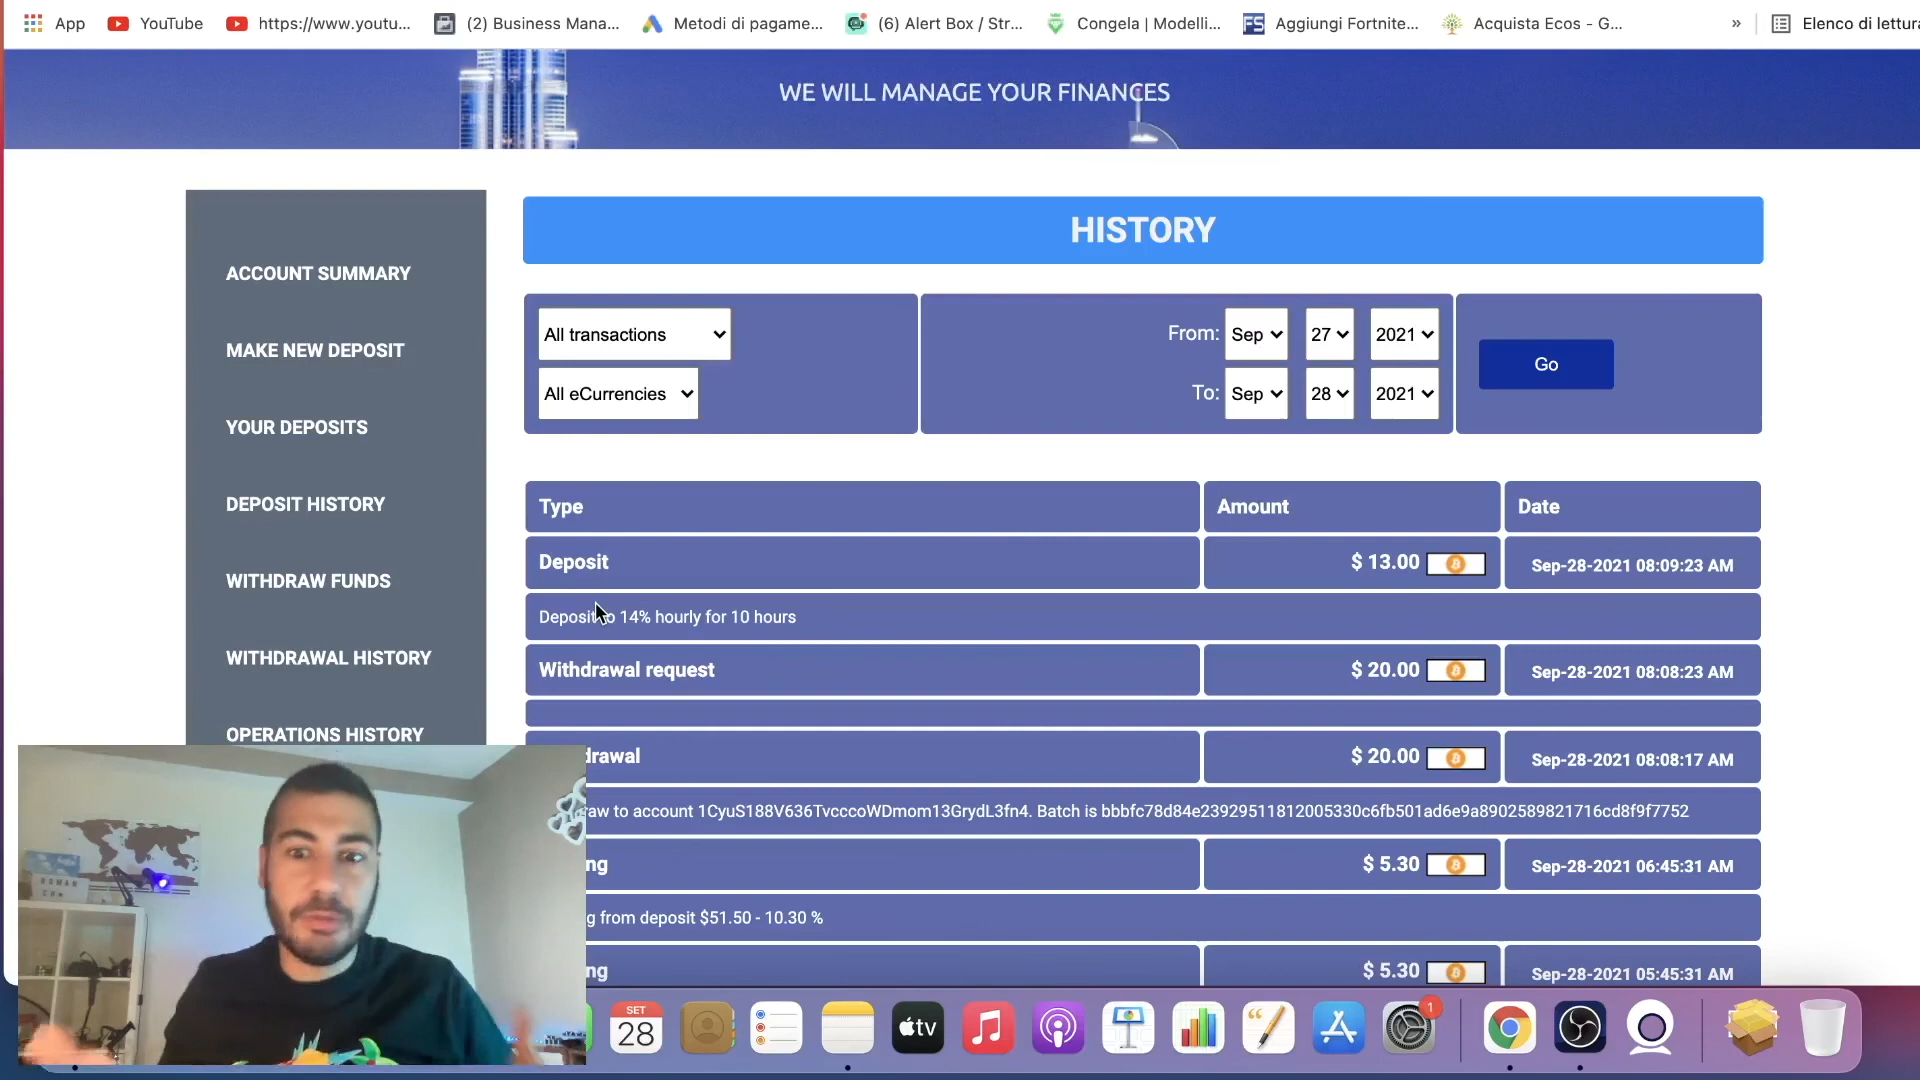 App YouTube https://www.youtu... (2) Business Mana... Metodi di pagame... (6) Alert Box / Str... Congela | Modelli... Aggiungi Fortnite... Acquista Ecos - G... » Elenco di lettura
WE WILL MANAGE YOUR FINANCES
HISTORY
ACCOUNT SUMMARY
MAKE NEW DEPOSIT
YOUR DEPOSITS
DEPOSIT HISTORY
WITHDRAW FUNDS
WITHDRAWAL HISTORY
OPERATIONS HISTORY
All transactions From: Sep 27 2021
Go
All eCurrencies To: Sep 28 2021
Type Amount Date
Deposit $ 13.00 Sep-28-2021 08:09:23 AM
Deposit to 14% hourly for 10 hours
Withdrawal request $ 20.00 Sep-28-2021 08:08:23 AM
drawal $ 20.00 Sep-28-2021 08:08:17 AM
raw to account 1CyuS188V636TvcccoWDmom13GrydL3fn4. Batch is bbbfc78d84e23929511812005330c6fb501ad6e9a8902589821716cd8f9f7752
ng $ 5.30 Sep-28-2021 06:45:31 AM
g from deposit $51.50 - 10.30 %
ng $ 5.30 Sep-28-2021 05:45:31 AM
SET
28
tv
1